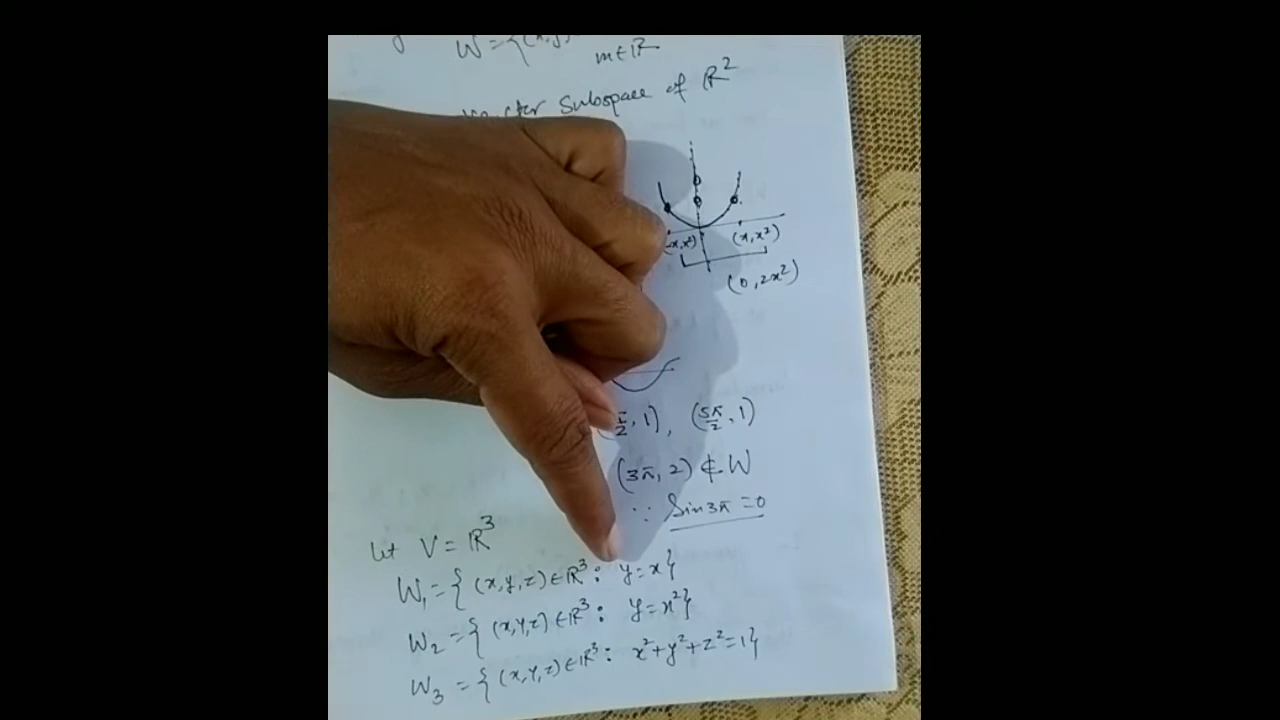 W = {(x,y)
m∈ℝ
Subspace of ℝ²
(-x,x²) (x,x²)
(0,2x²)
, 1), (5π/2, 1)
(3π, 2) ∉ W
∵ Sin3π = 0
Let V = ℝ³
W₁ = { (x,y,z) ∈ ℝ³ : y = x}
W₂ = { (x,y,z) ∈ ℝ³ : y = x²}
W₃ = { (x,y,z) ∈ ℝ³ : x² + y² + z² = 1}